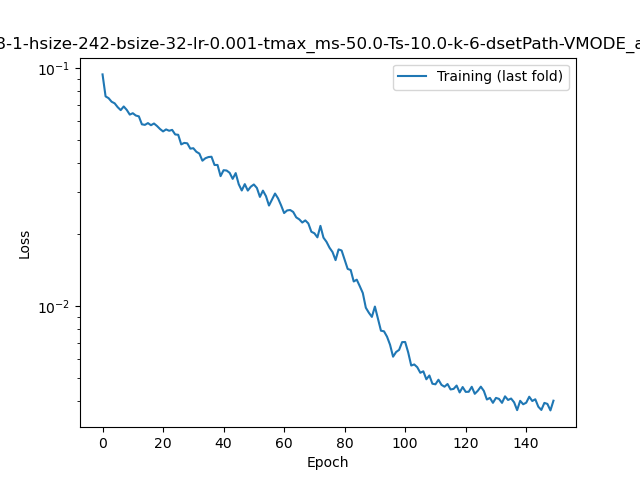 3-1-hsize-242-bsize-32-lr-0.001-tmax_ms-50.0-Ts-10.0-k-6-dsetPath-VMODE_a
Training (last fold)
10⁻¹
10⁻²
Loss
0 20 40 60 80 100 120 140
Epoch